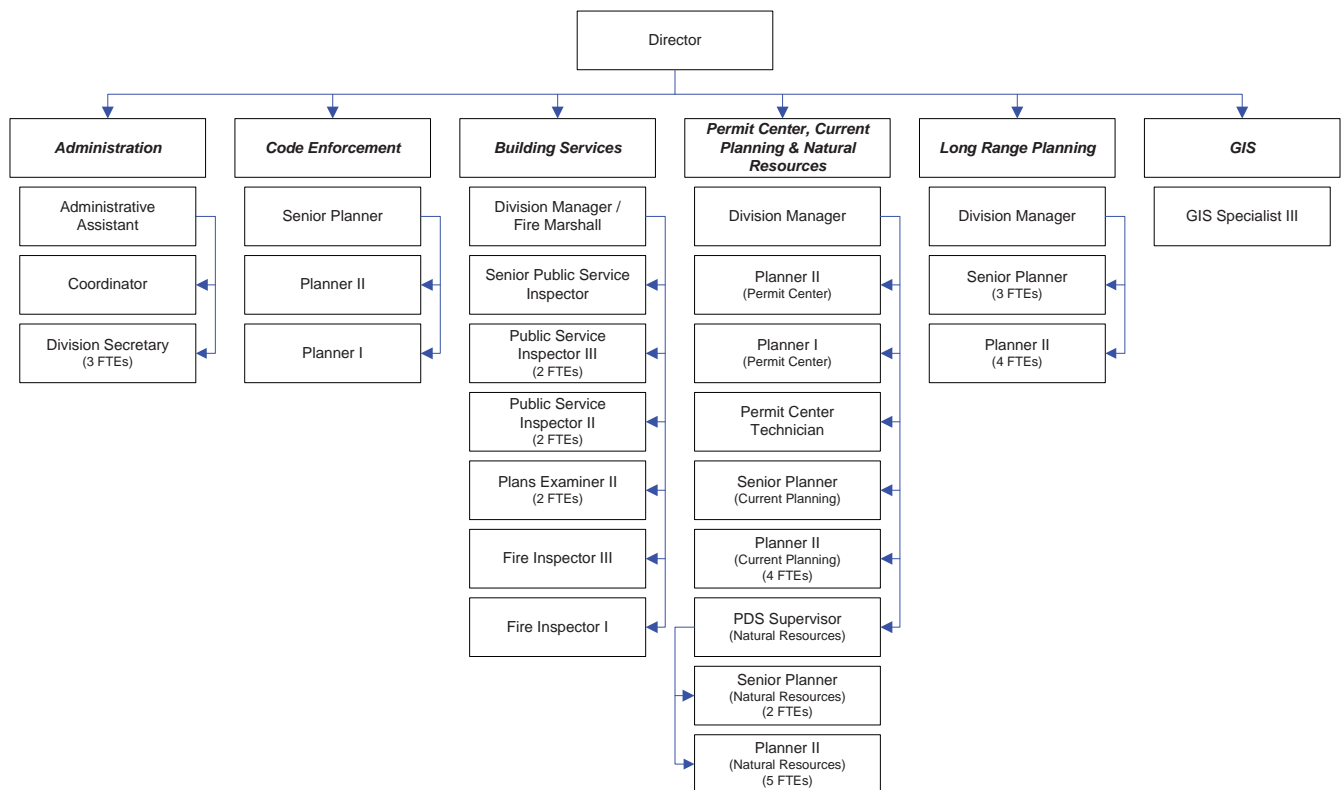 Director
Administration
Administrative
Assistant
Coordinator
Division Secretary
(3 FTEs)
Code Enforcement
Senior Planner
Planner II
Planner I
Building Services
Division Manager /
Fire Marshall
Senior Public Service
Inspector
Public Service
Inspector III
(2 FTEs)
Public Service
Inspector II
(2 FTEs)
Plans Examiner II
(2 FTEs)
Fire Inspector III
Fire Inspector I
Permit Center, Current
Planning & Natural
Resources
Division Manager
Planner II
(Permit Center)
Planner I
(Permit Center)
Permit Center
Technician
Senior Planner
(Current Planning)
Planner II
(Current Planning)
(4 FTEs)
PDS Supervisor
(Natural Resources)
Senior Planner
(Natural Resources)
(2 FTEs)
Planner II
(Natural Resources)
(5 FTEs)
Long Range Planning
Division Manager
Senior Planner
(3 FTEs)
Planner II
(4 FTEs)
GIS
GIS Specialist III